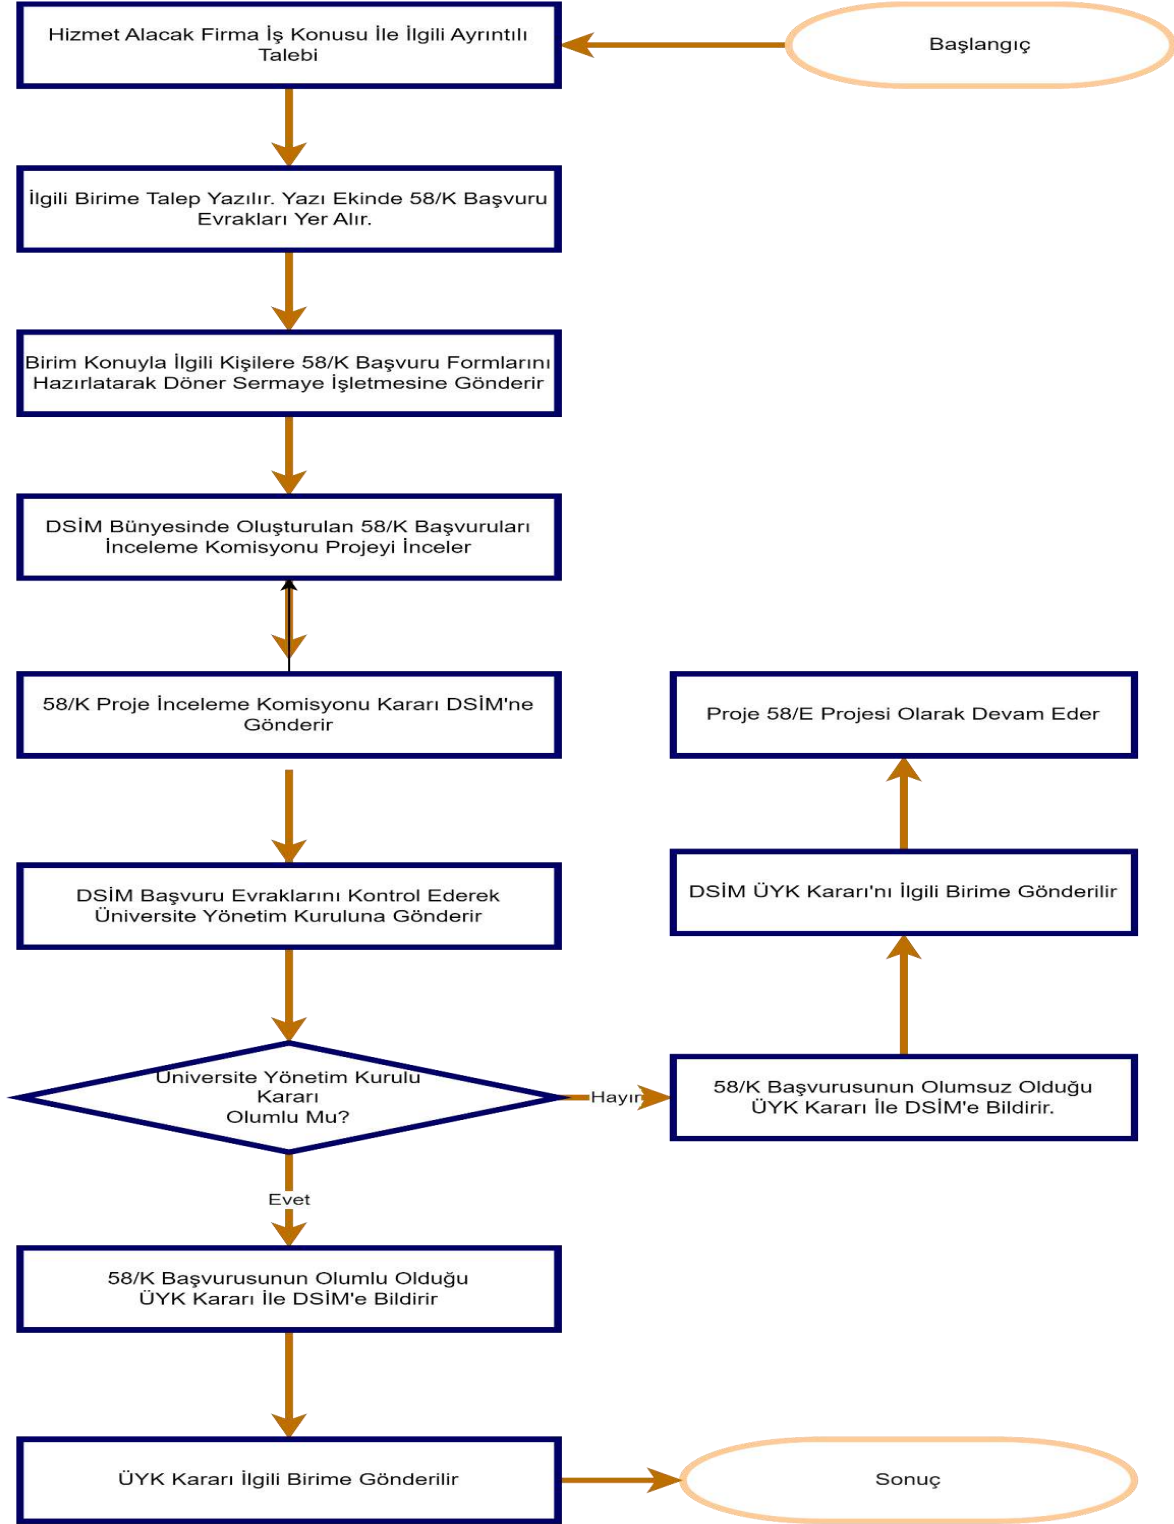 Başlangıç
Hizmet Alacak Firma İş Konusu İle İlgili Ayrıntılı
Talebi
İlgili Birime Talep Yazılır. Yazı Ekinde 58/K Başvuru
Evrakları Yer Alır.
Birim Konuyla İlgili Kişilere 58/K Başvuru Formlarını
Hazırlatarak Döner Sermaye İşletmesine Gönderir
DSİM Bünyesinde Oluşturulan 58/K Başvuruları
İnceleme Komisyonu Projeyi İnceler
58/K Proje İnceleme Komisyonu Kararı DSİM'ne
Gönderir
DSİM Başvuru Evraklarını Kontrol Ederek
Üniversite Yönetim Kuruluna Gönderir
Üniversite Yönetim Kurulu
Kararı
Olumlu Mu?
Hayır
58/K Başvurusunun Olumsuz Olduğu
ÜYK Kararı İle DSİM'e Bildirir.
DSİM ÜYK Kararı'nı İlgili Birime Gönderilir
Proje 58/E Projesi Olarak Devam Eder
Evet
58/K Başvurusunun Olumlu Olduğu
ÜYK Kararı İle DSİM'e Bildirir
ÜYK Kararı İlgili Birime Gönderilir
Sonuç